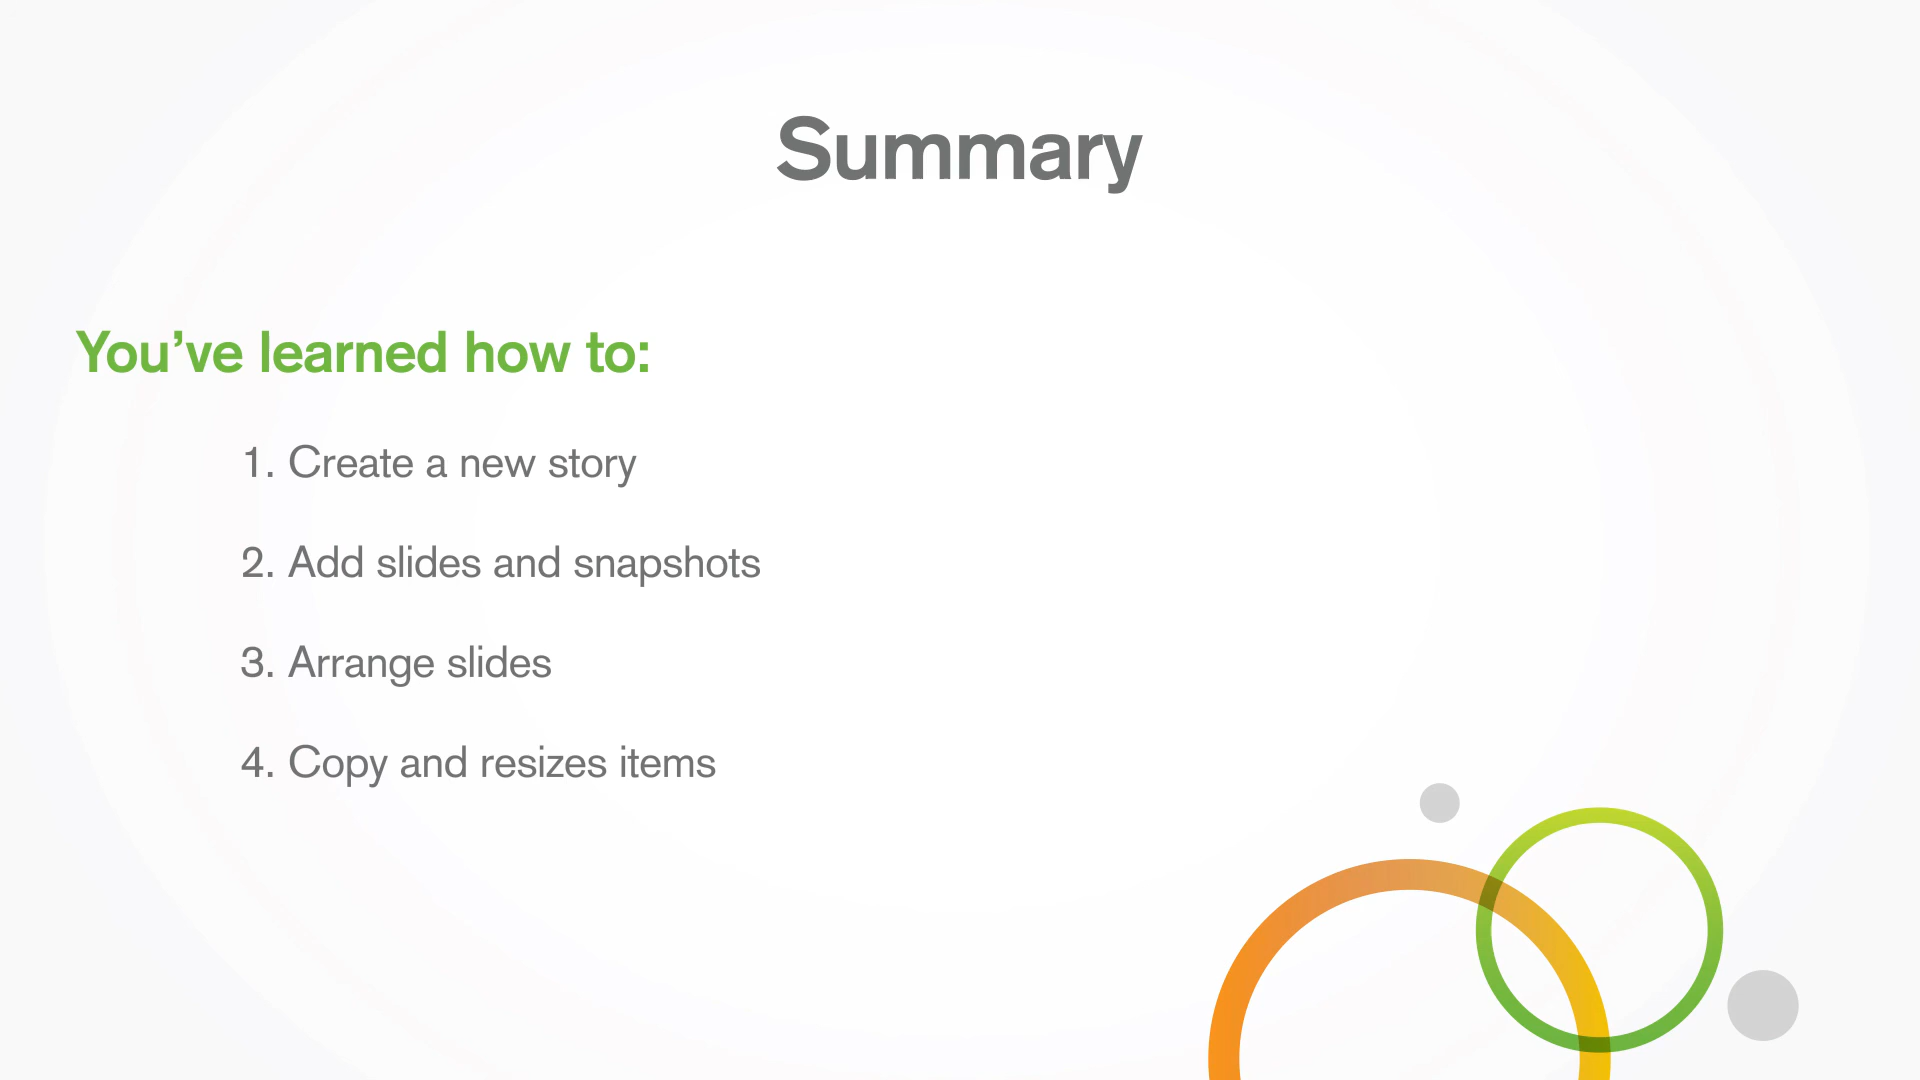 Summary
You’ve learned how to:
1. Create a new story
2. Add slides and snapshots
3. Arrange slides
4. Copy and resizes items